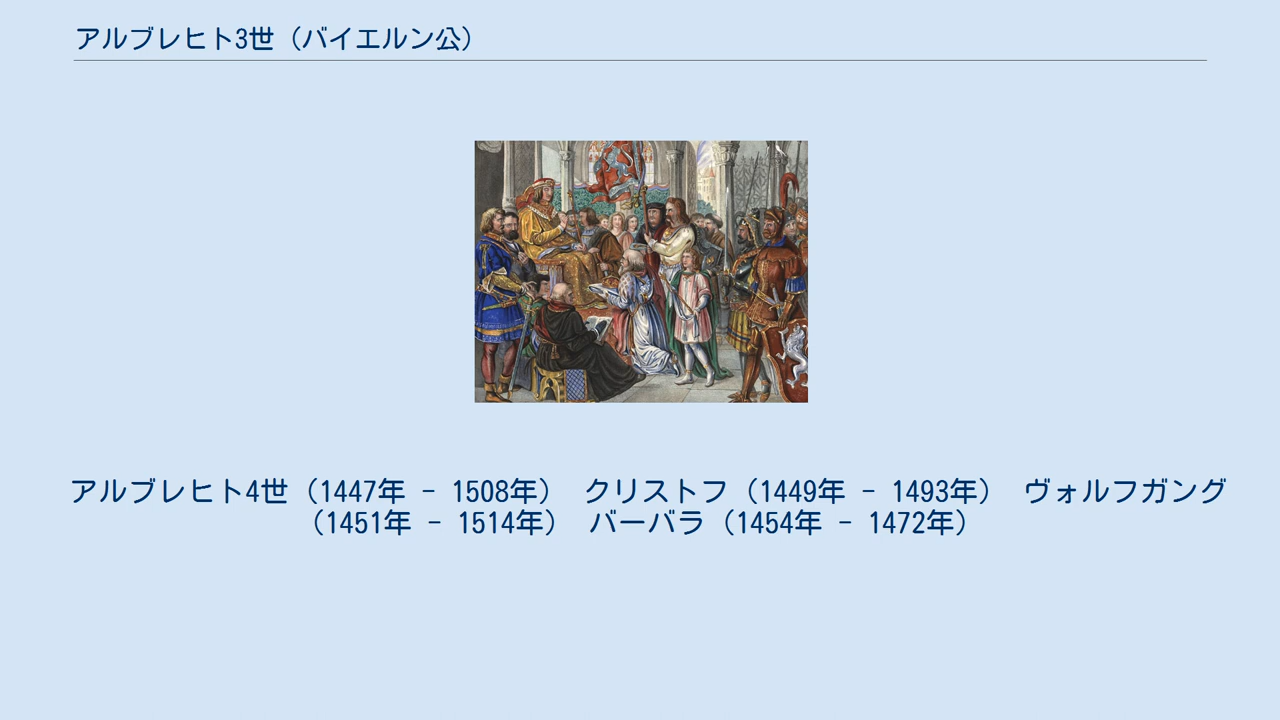 アルブレヒト3世（バイエルン公）
アルブレヒト4世（1447年 - 1508年） クリストフ（1449年 - 1493年） ヴォルフガング
（1451年 - 1514年） バーバラ（1454年 - 1472年）